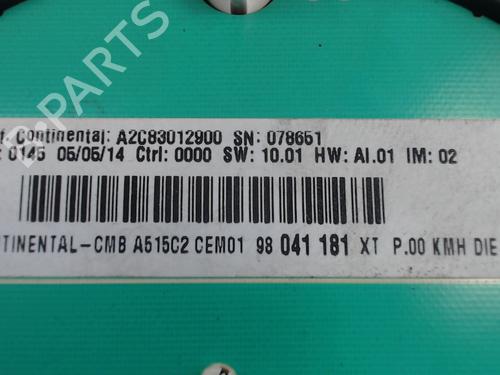 t. Continental: A2C83012900 SN: 078651
: 0145 05/05/14 Ctrl: 0000 SW: 10.01 HW: AI.01 IM: 02
NTINENTAL-CMB A515C2 CEM01 98 041 181 XT P.00 KMH DIE
B-PARTS